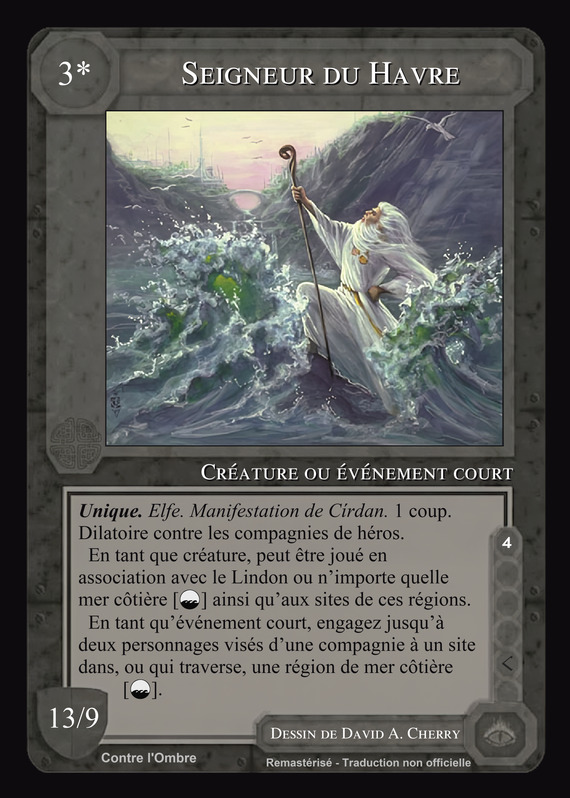 3*
SEIGNEUR DU HAVRE
CRÉATURE OU ÉVÉNEMENT COURT
Unique. Elfe. Manifestation de Círdan. 1 coup.
Dilatoire contre les compagnies de héros.
En tant que créature, peut être joué en
association avec le Lindon ou n’importe quelle
mer côtière [] ainsi qu’aux sites de ces régions.
En tant qu’événement court, engagez jusqu’à
deux personnages visés d’une compagnie à un site
dans, ou qui traverse, une région de mer côtière
[].
4
13/9
DESSIN DE DAVID A. CHERRY
Contre l'Ombre
Remastérisé - Traduction non officielle